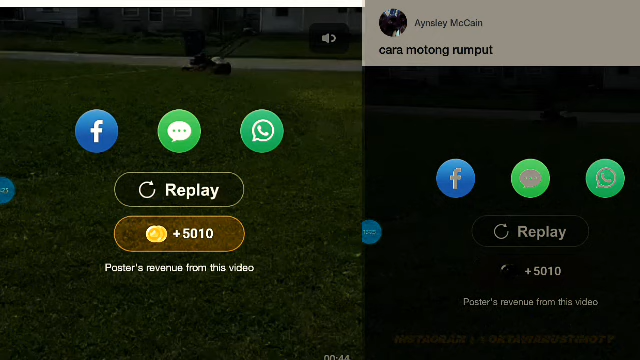 Replay
+5010
Poster's revenue from this video
00:44
Aynsley McCain
cara motong rumput
Replay
+5010
Poster's revenue from this video